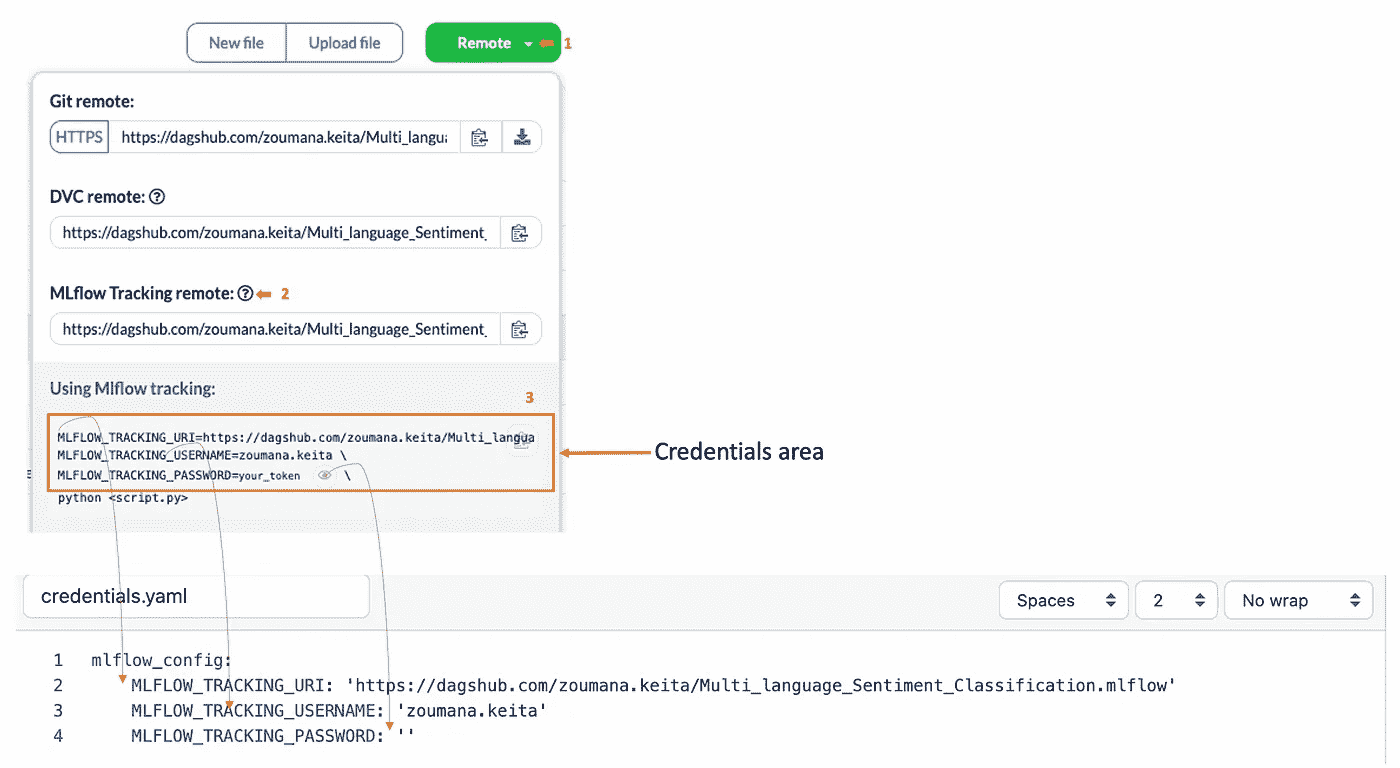 New file Upload file Remote 1
Git remote:
HTTPS https://dagshub.com/zoumana.keita/Multi_langu
DVC remote:
https://dagshub.com/zoumana.keita/Multi_language_Sentiment_
MLflow Tracking remote: 2
https://dagshub.com/zoumana.keita/Multi_language_Sentiment_
Using Mlflow tracking:
3
MLFLOW_TRACKING_URI=https://dagshub.com/zoumana.keita/Multi_langua
MLFLOW_TRACKING_USERNAME=zoumana.keita \
MLFLOW_TRACKING_PASSWORD=your_token \
python <script.py>
Credentials area
credentials.yaml Spaces 2 No wrap
1 mlflow_config:
2 MLFLOW_TRACKING_URI: 'https://dagshub.com/zoumana.keita/Multi_language_Sentiment_Classification.mlflow'
3 MLFLOW_TRACKING_USERNAME: 'zoumana.keita'
4 MLFLOW_TRACKING_PASSWORD: ''